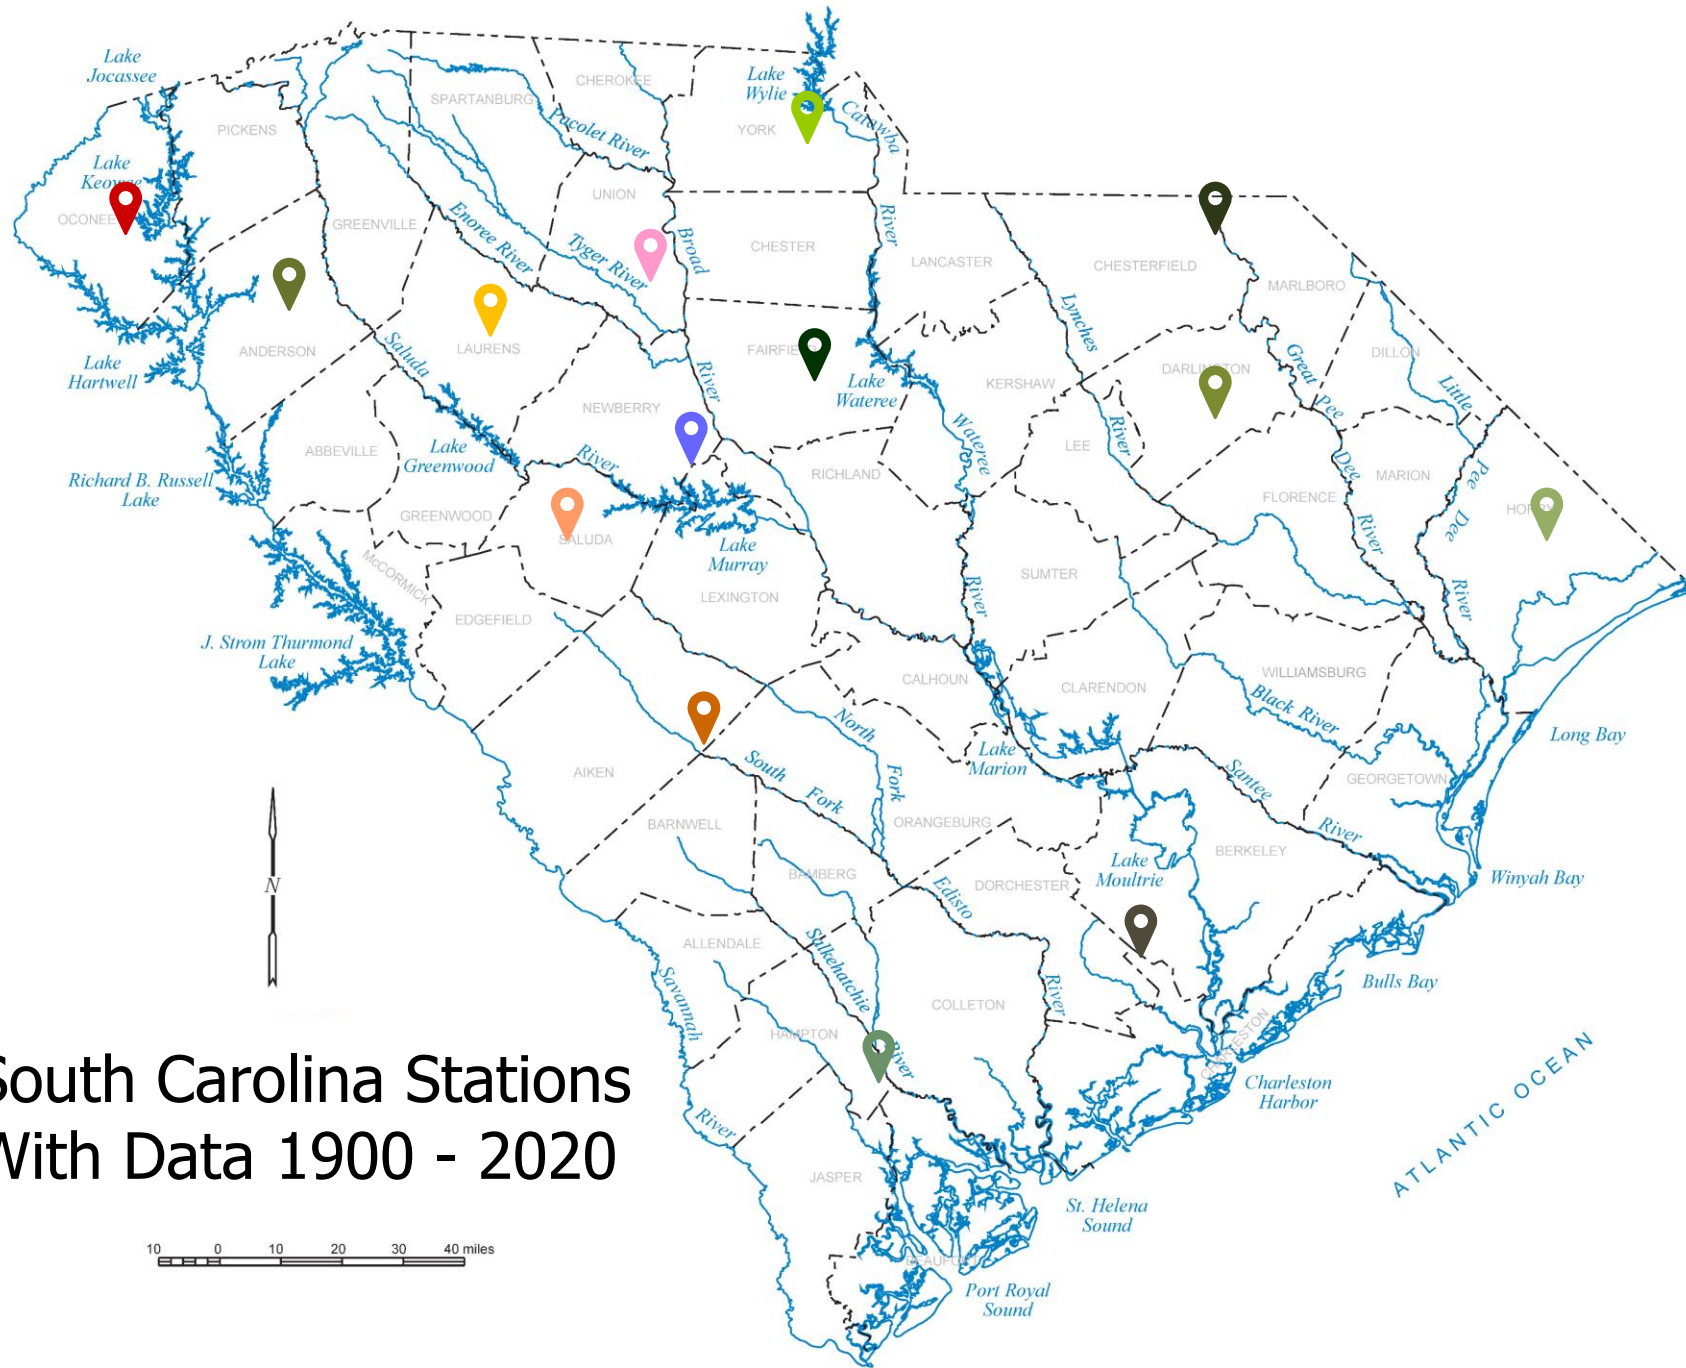 Lake
Jocassee
CHEROKEE
Lake
Wylie
SPARTANBURG
PICKENS
YORK
Catawba
Pacolet River
Lake
Keowee
UNION
OCONEE
GREENVILLE
Enoree River
Tyger River
Broad
CHESTER
River
LANCASTER
CHESTERFIELD
MARLBORO
Lynches
ANDERSON
LAURENS
Saluda
FAIRFIELD
DILLON
Lake
Hartwell
River
Lake
Wateree
KERSHAW
DARLINGTON
Great
Little
NEWBERRY
Pee
Wateree
River
LEE
ABBEVILLE
Lake
Greenwood
River
RICHLAND
Dee
MARION
Pee
Richard B. Russell
Lake
FLORENCE
HORRY
Dee
GREENWOOD
SALUDA
River
Lake
Murray
McCORMICK
SUMTER
LEXINGTON
River
River
EDGEFIELD
J. Strom Thurmond
Lake
CALHOUN
CLARENDON
WILLIAMSBURG
Black River
North
Long Bay
Lake
Marion
South
AIKEN
Fork
Santee
GEORGETOWN
Fork
BARNWELL
ORANGEBURG
River
BERKELEY
Lake
Moultrie
BAMBERG
DORCHESTER
Edisto
Winyah Bay
N
ALLENDALE
Salkehatchie
Savannah
River
COLLETON
Bulls Bay
HAMPTON
River
CHARLESTON
Charleston
Harbor
ATLANTIC OCEAN
South Carolina Stations
With Data 1900 - 2020
River
JASPER
St. Helena
Sound
10 0 10 20 30 40 miles
BEAUFORT
Port Royal
Sound